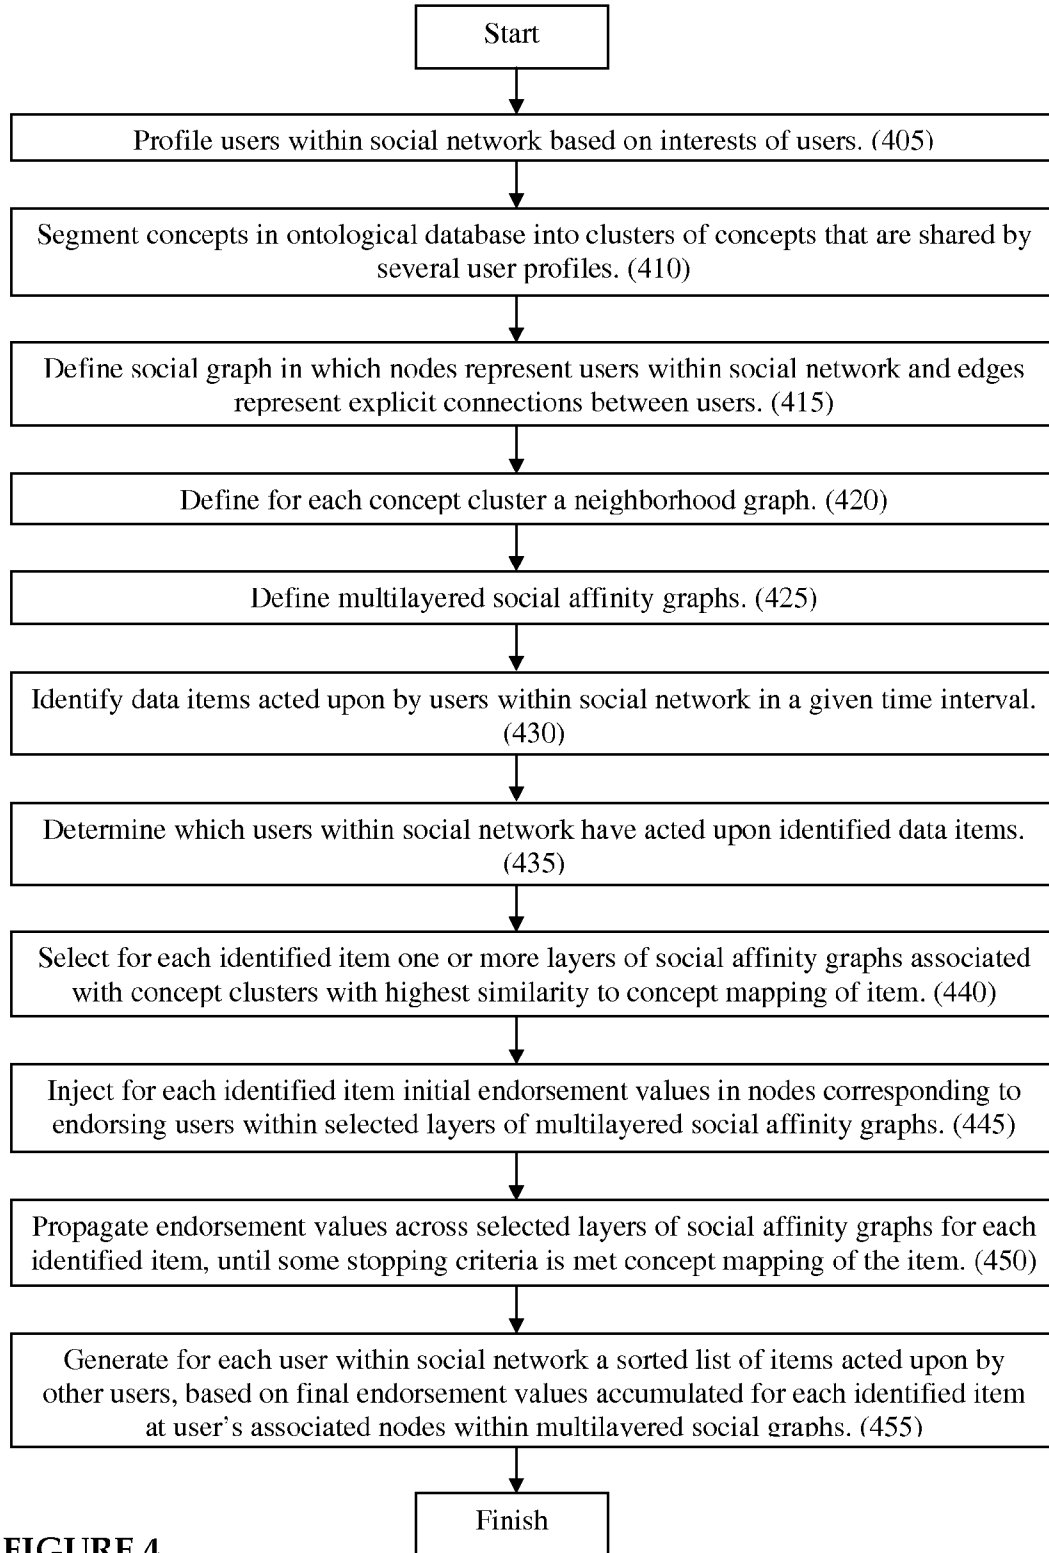 Start
Profile users within social network based on interests of users. (405)
Segment concepts in ontological database into clusters of concepts that are shared by
several user profiles. (410)
Define social graph in which nodes represent users within social network and edges
represent explicit connections between users. (415)
Define for each concept cluster a neighborhood graph. (420)
Define multilayered social affinity graphs. (425)
Identify data items acted upon by users within social network in a given time interval.
(430)
Determine which users within social network have acted upon identified data items.
(435)
Select for each identified item one or more layers of social affinity graphs associated
with concept clusters with highest similarity to concept mapping of item. (440)
Inject for each identified item initial endorsement values in nodes corresponding to
endorsing users within selected layers of multilayered social affinity graphs. (445)
Propagate endorsement values across selected layers of social affinity graphs for each
identified item, until some stopping criteria is met concept mapping of the item. (450)
Generate for each user within social network a sorted list of items acted upon by
other users, based on final endorsement values accumulated for each identified item
at user's associated nodes within multilayered social graphs. (455)
Finish
FIGURE 4